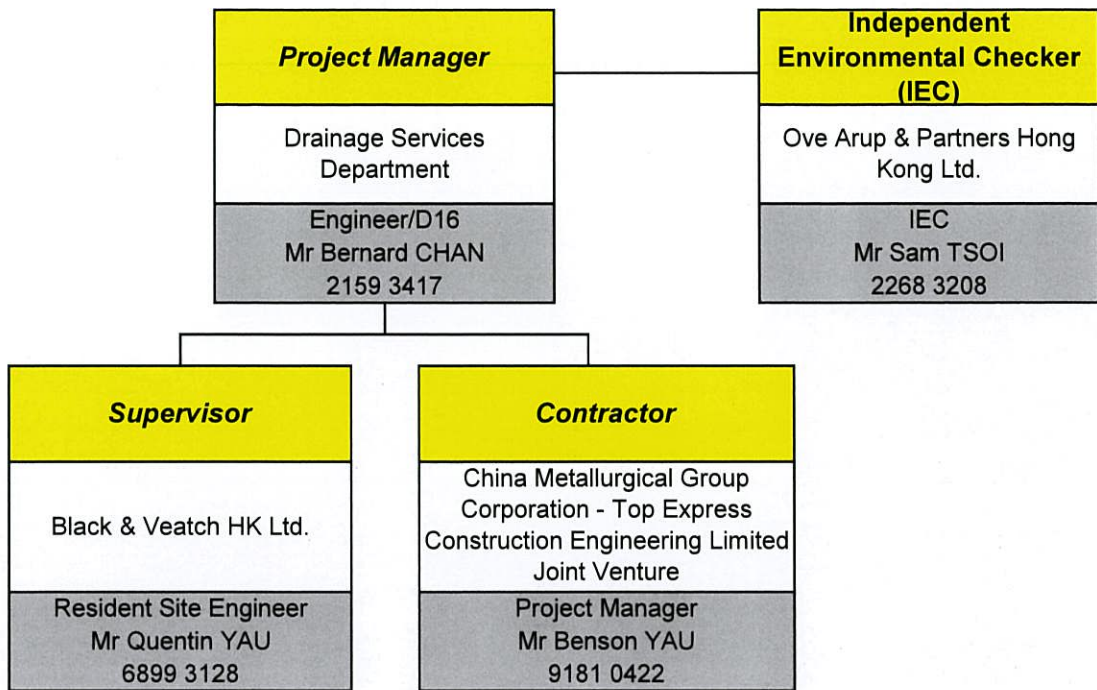 Project Manager
Drainage Services
Department
Engineer/D16
Mr Bernard CHAN
2159 3417
Independent
Environmental Checker
(IEC)
Ove Arup & Partners Hong
Kong Ltd.
IEC
Mr Sam TSOI
2268 3208
Supervisor
Black & Veatch HK Ltd.
Resident Site Engineer
Mr Quentin YAU
6899 3128
Contractor
China Metallurgical Group
Corporation - Top Express
Construction Engineering Limited
Joint Venture
Project Manager
Mr Benson YAU
9181 0422